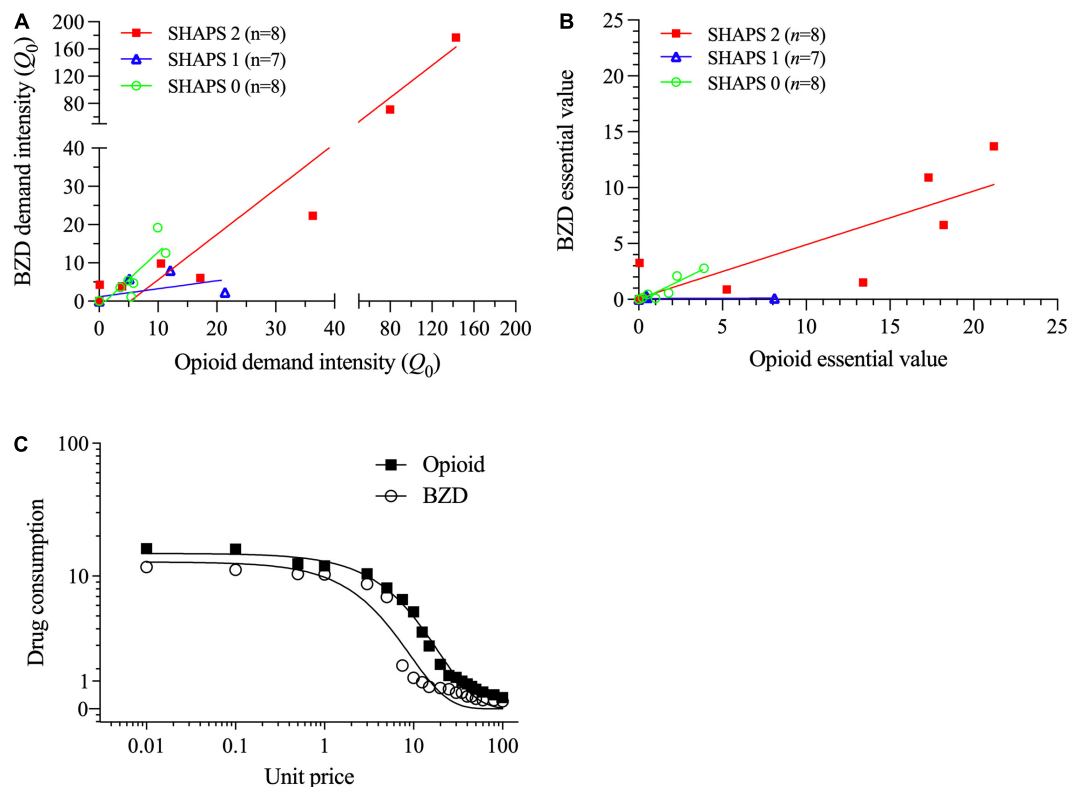 A
200
180
160
140
120
100
80
60
40
30
20
10
0
BZD demand intensity (Q0)
SHAPS 2 (n=8)
SHAPS 1 (n=7)
SHAPS 0 (n=8)
0 10 20 30 40 80 120 160 200
Opioid demand intensity (Q0)
B
25
20
15
10
5
0
BZD essential value
SHAPS 2 (n=8)
SHAPS 1 (n=7)
SHAPS 0 (n=8)
0 5 10 15 20 25
Opioid essential value
C
100
10
1
0
Drug consumption
Opioid
BZD
0.01 0.1 1 10 100
Unit price